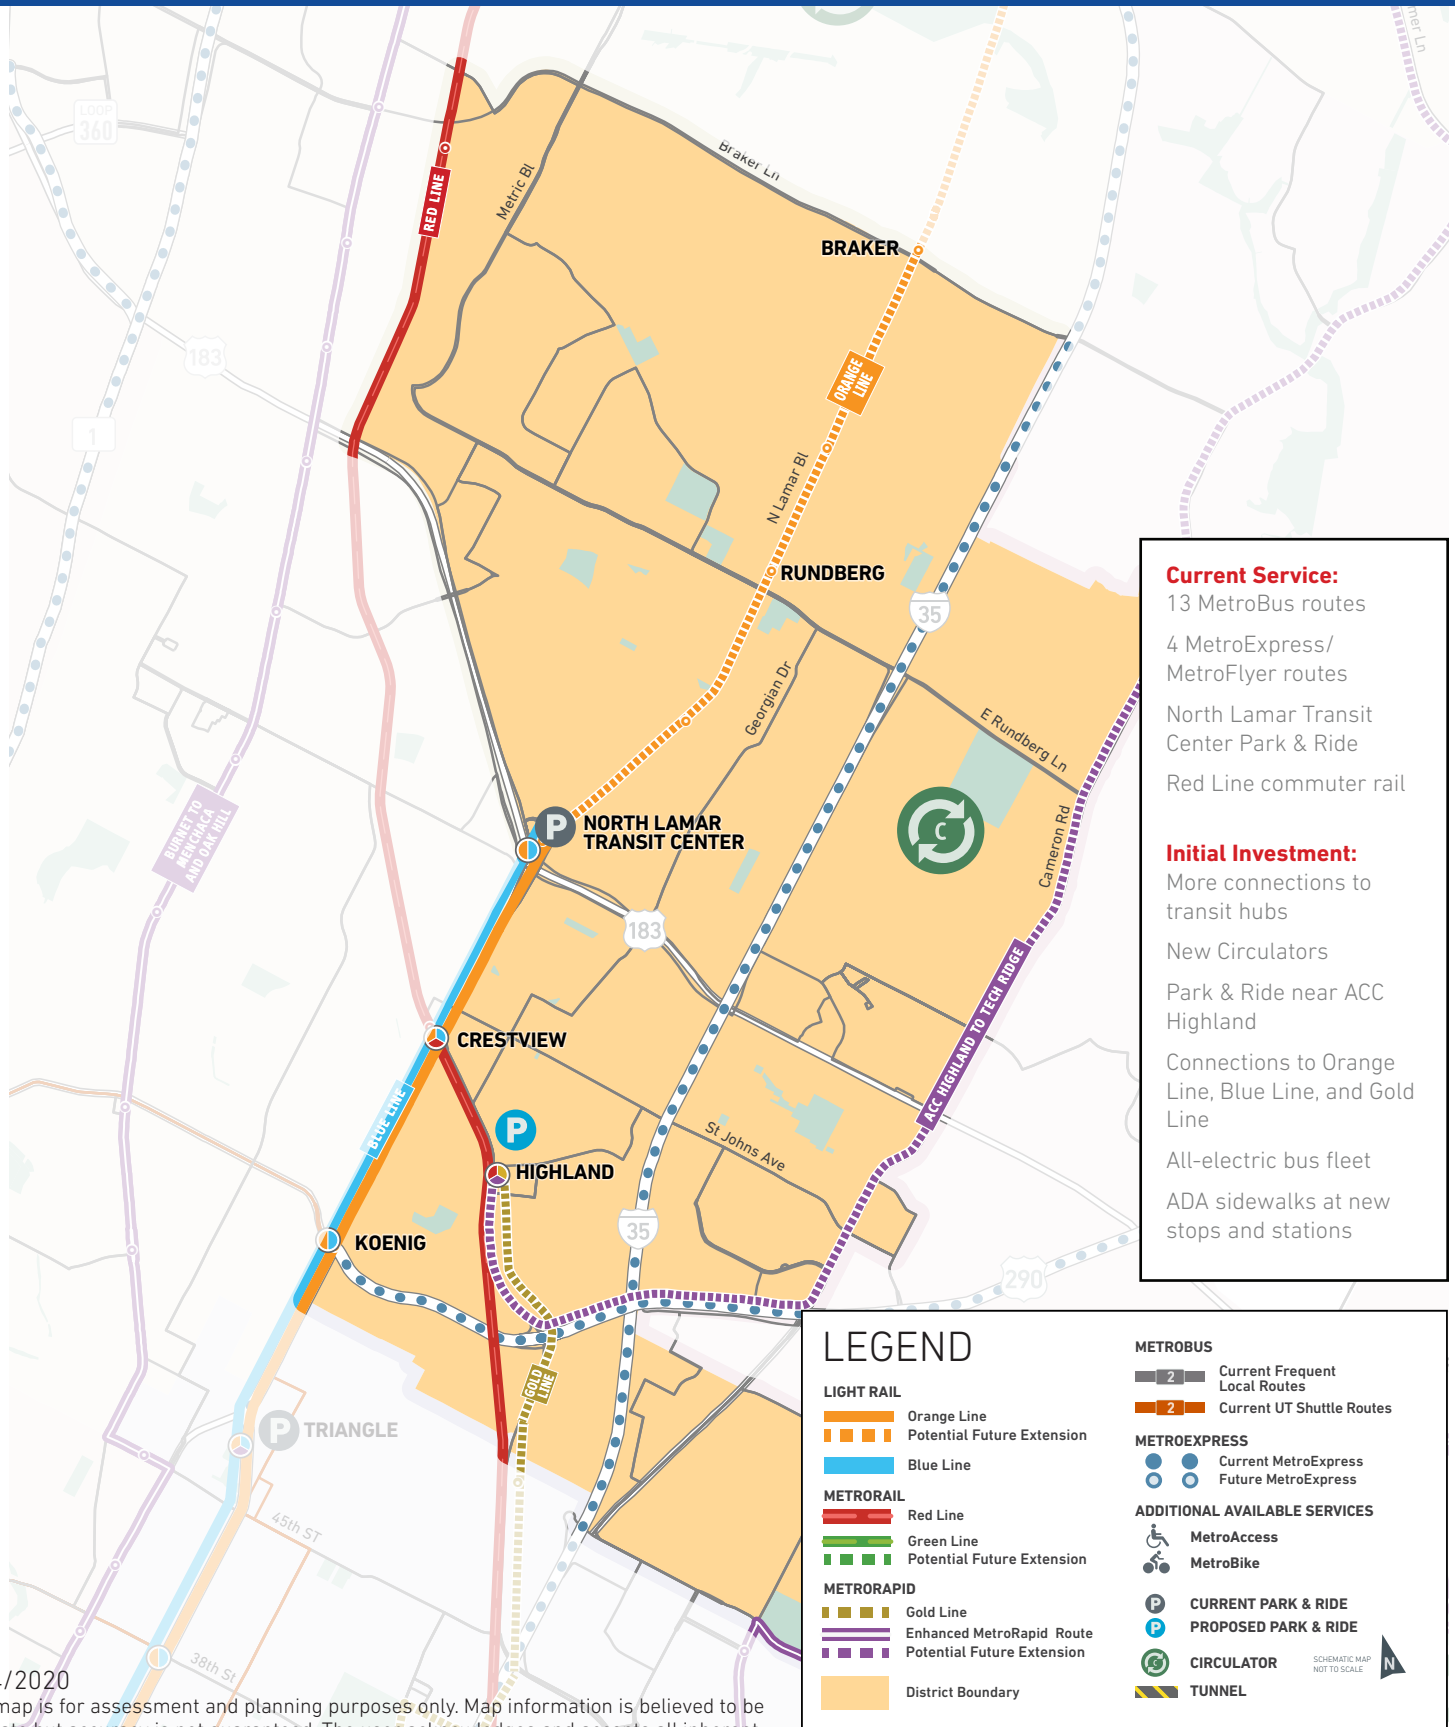 LOOP
360
183
1
RED LINE
Metric Bl
Braker Ln
BRAKER
ORANGE
LINE
N Lamar Bl
RUNDBERG
35
Georgian Dr
E Rundberg Ln
Cameron Rd
C
BURNET TO
MENCHACA
AND OAK HILL
P
NORTH LAMAR
TRANSIT CENTER
183
ACC HIGHLAND TO TECH RIDGE
CRESTVIEW
BLUE LINE
P
St Johns Ave
HIGHLAND
35
KOENIG
290
GOLD
LINE
P
TRIANGLE
45th ST
38th St
Current Service:
13 MetroBus routes
4 MetroExpress/
MetroFlyer routes
North Lamar Transit
Center Park & Ride
Red Line commuter rail
Initial Investment:
More connections to
transit hubs
New Circulators
Park & Ride near ACC
Highland
Connections to Orange
Line, Blue Line, and Gold
Line
All-electric bus fleet
ADA sidewalks at new
stops and stations
LEGEND
LIGHT RAIL
Orange Line
Potential Future Extension
Blue Line
METRORAIL
Red Line
Green Line
Potential Future Extension
METRORAPID
Gold Line
Enhanced MetroRapid Route
Potential Future Extension
District Boundary
METROBUS
2 Current Frequent
Local Routes
2 Current UT Shuttle Routes
METROEXPRESS
Current MetroExpress
Future MetroExpress
ADDITIONAL AVAILABLE SERVICES
MetroAccess
MetroBike
P CURRENT PARK & RIDE
P PROPOSED PARK & RIDE
C CIRCULATOR
SCHEMATIC MAP
NOT TO SCALE
N
TUNNEL
/2020
map is for assessment and planning purposes only. Map information is believed to be